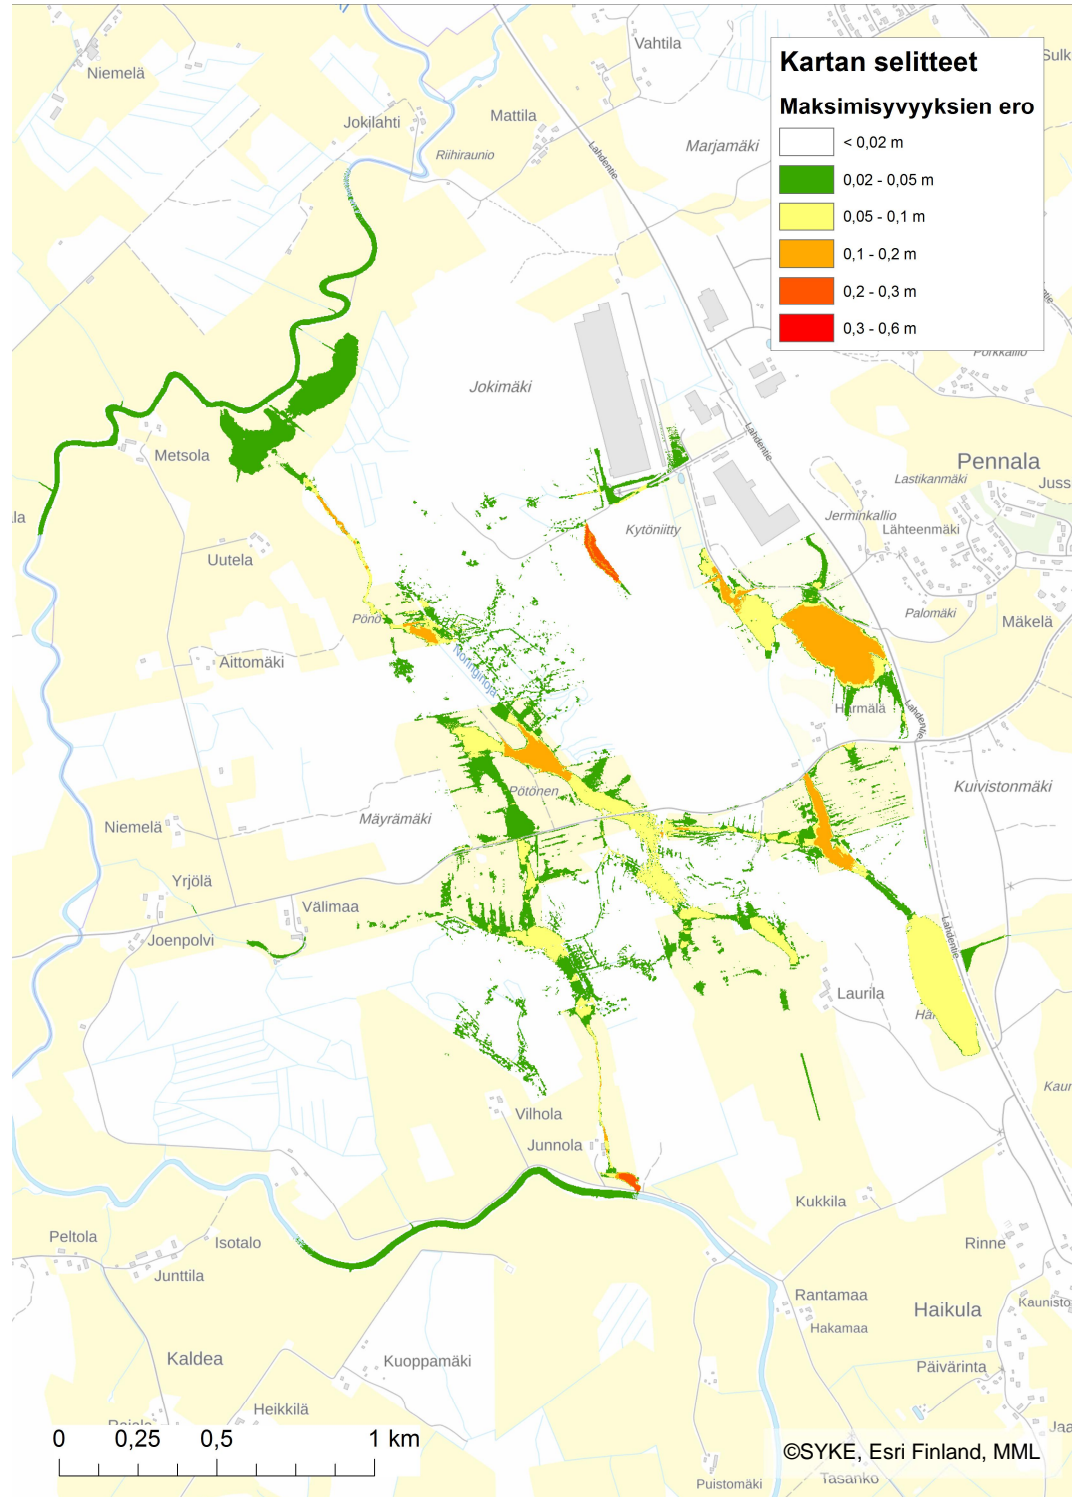 Kartan selitteet
Maksimisyvyyksien ero
< 0,02 m
0,02 - 0,05 m
0,05 - 0,1 m
0,1 - 0,2 m
0,2 - 0,3 m
0,3 - 0,6 m
Vahtila
Niemelä
Mattila
Jokilahti
Riihiraunio
Marjamäki
Lahdentie
Jokimäki
Lahdentie
Metsola
Pennala
Lastikanmäki
Jerminkallio
Lähteenmäki
Kytöniitty
Uutela
Palomäki
Mäkelä
Aittomäki
Härmälä
Lahdentie
Kuivistonmäki
Pötönen
Mäyrämäki
Niemelä
Yrjölä
Välimaa
Joenpolvi
Lahdentie
Laurila
Vilhola
Junnola
Kukkila
Peltola
Isotalo
Rinne
Junttila
Rantamaa
Haikula
Hakamaa
Kaldea
Kuoppamäki
Päivärinta
Heikkilä
0 0,25 0,5 1 km
©SYKE, Esri Finland, MML
Puistomäki
Tasanko